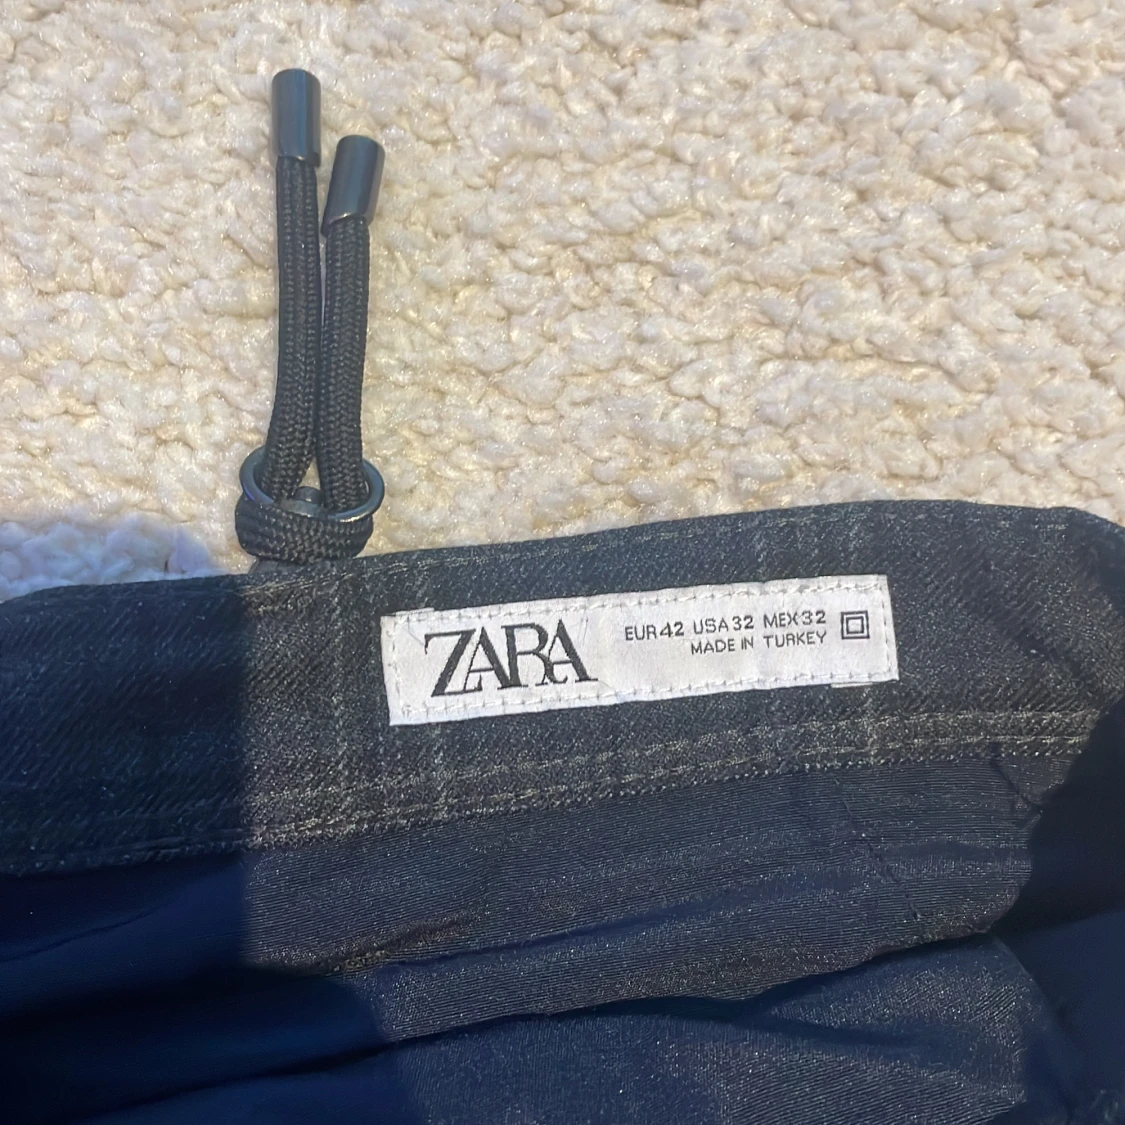 ZARA
EUR 42 USA 32 MEX 32
MADE IN TURKEY